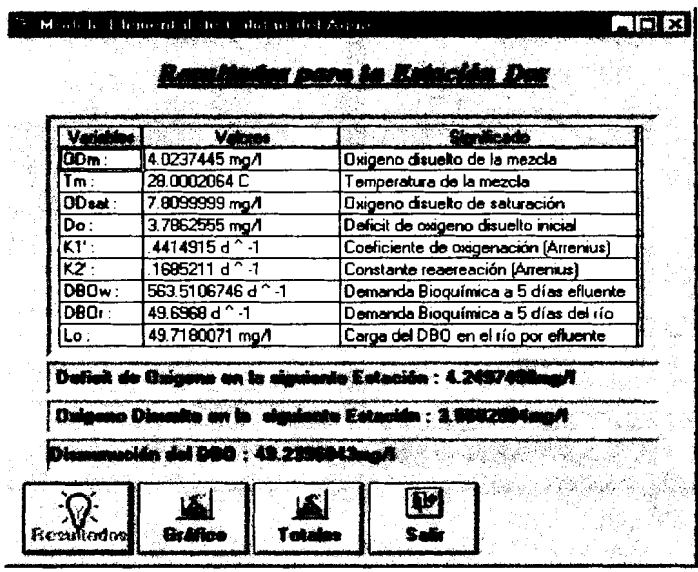 Modelo Elemental de Calidad del Agua
Resultados para la Estación Dos
Variables Valores Significado
ODm : 4.0237445 mg/l Oxigeno disuelto de la mezcla
Tm : 28.0002064 C Temperatura de la mezcla
ODsat : 7.8099999 mg/l Oxigeno disuelto de saturación
Do : 3.7862555 mg/l Deficit de oxigeno disuelto inicial
K1' : .4414915 d ^ -1 Coeficiente de oxigenación (Arrenius)
K2' : .1685211 d ^ -1 Constante reaereación (Arrenius)
DBOw : 563.5106746 d ^ -1 Demanda Bioquímica a 5 días efluente
DBOr : 49.6968 d ^ -1 Demanda Bioquímica a 5 días del río
Lo : 49.7180071 mg/l Carga del DBO en el río por efluente
Deficit de Oxigeno en la siguiente Estación :
Oxigeno Disuelto en la siguiente Estación :
Disminución del DBO :
Resultados Gráfico Totales Salir